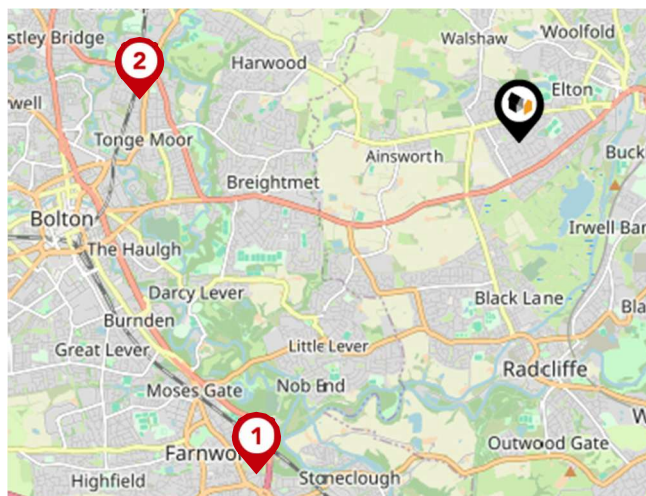 Woolfold
Walshaw
stley Bridge
2
Harwood
Elton
well
Tonge Moor
Ainsworth
Buck
Breightmet
Bolton
Irwell Ban
The Haulgh
Darcy Lever
Black Lane
Bla
Burnden
Great Lever
Little Lever
Radcliffe
Nob End
Moses Gate
W
1
Outwood Gate
Farnwo
Highfield
Stoneclough